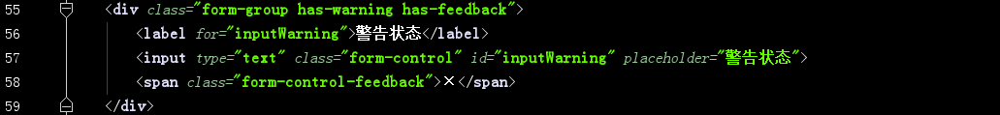 55 <div class="form-group has-warning has-feedback">
56 <label for="inputWarning">警告状态</label>
57 <input type="text" class="form-control" id="inputWarning" placeholder="警告状态">
58 <span class="form-control-feedback">×</span>
59 </div>